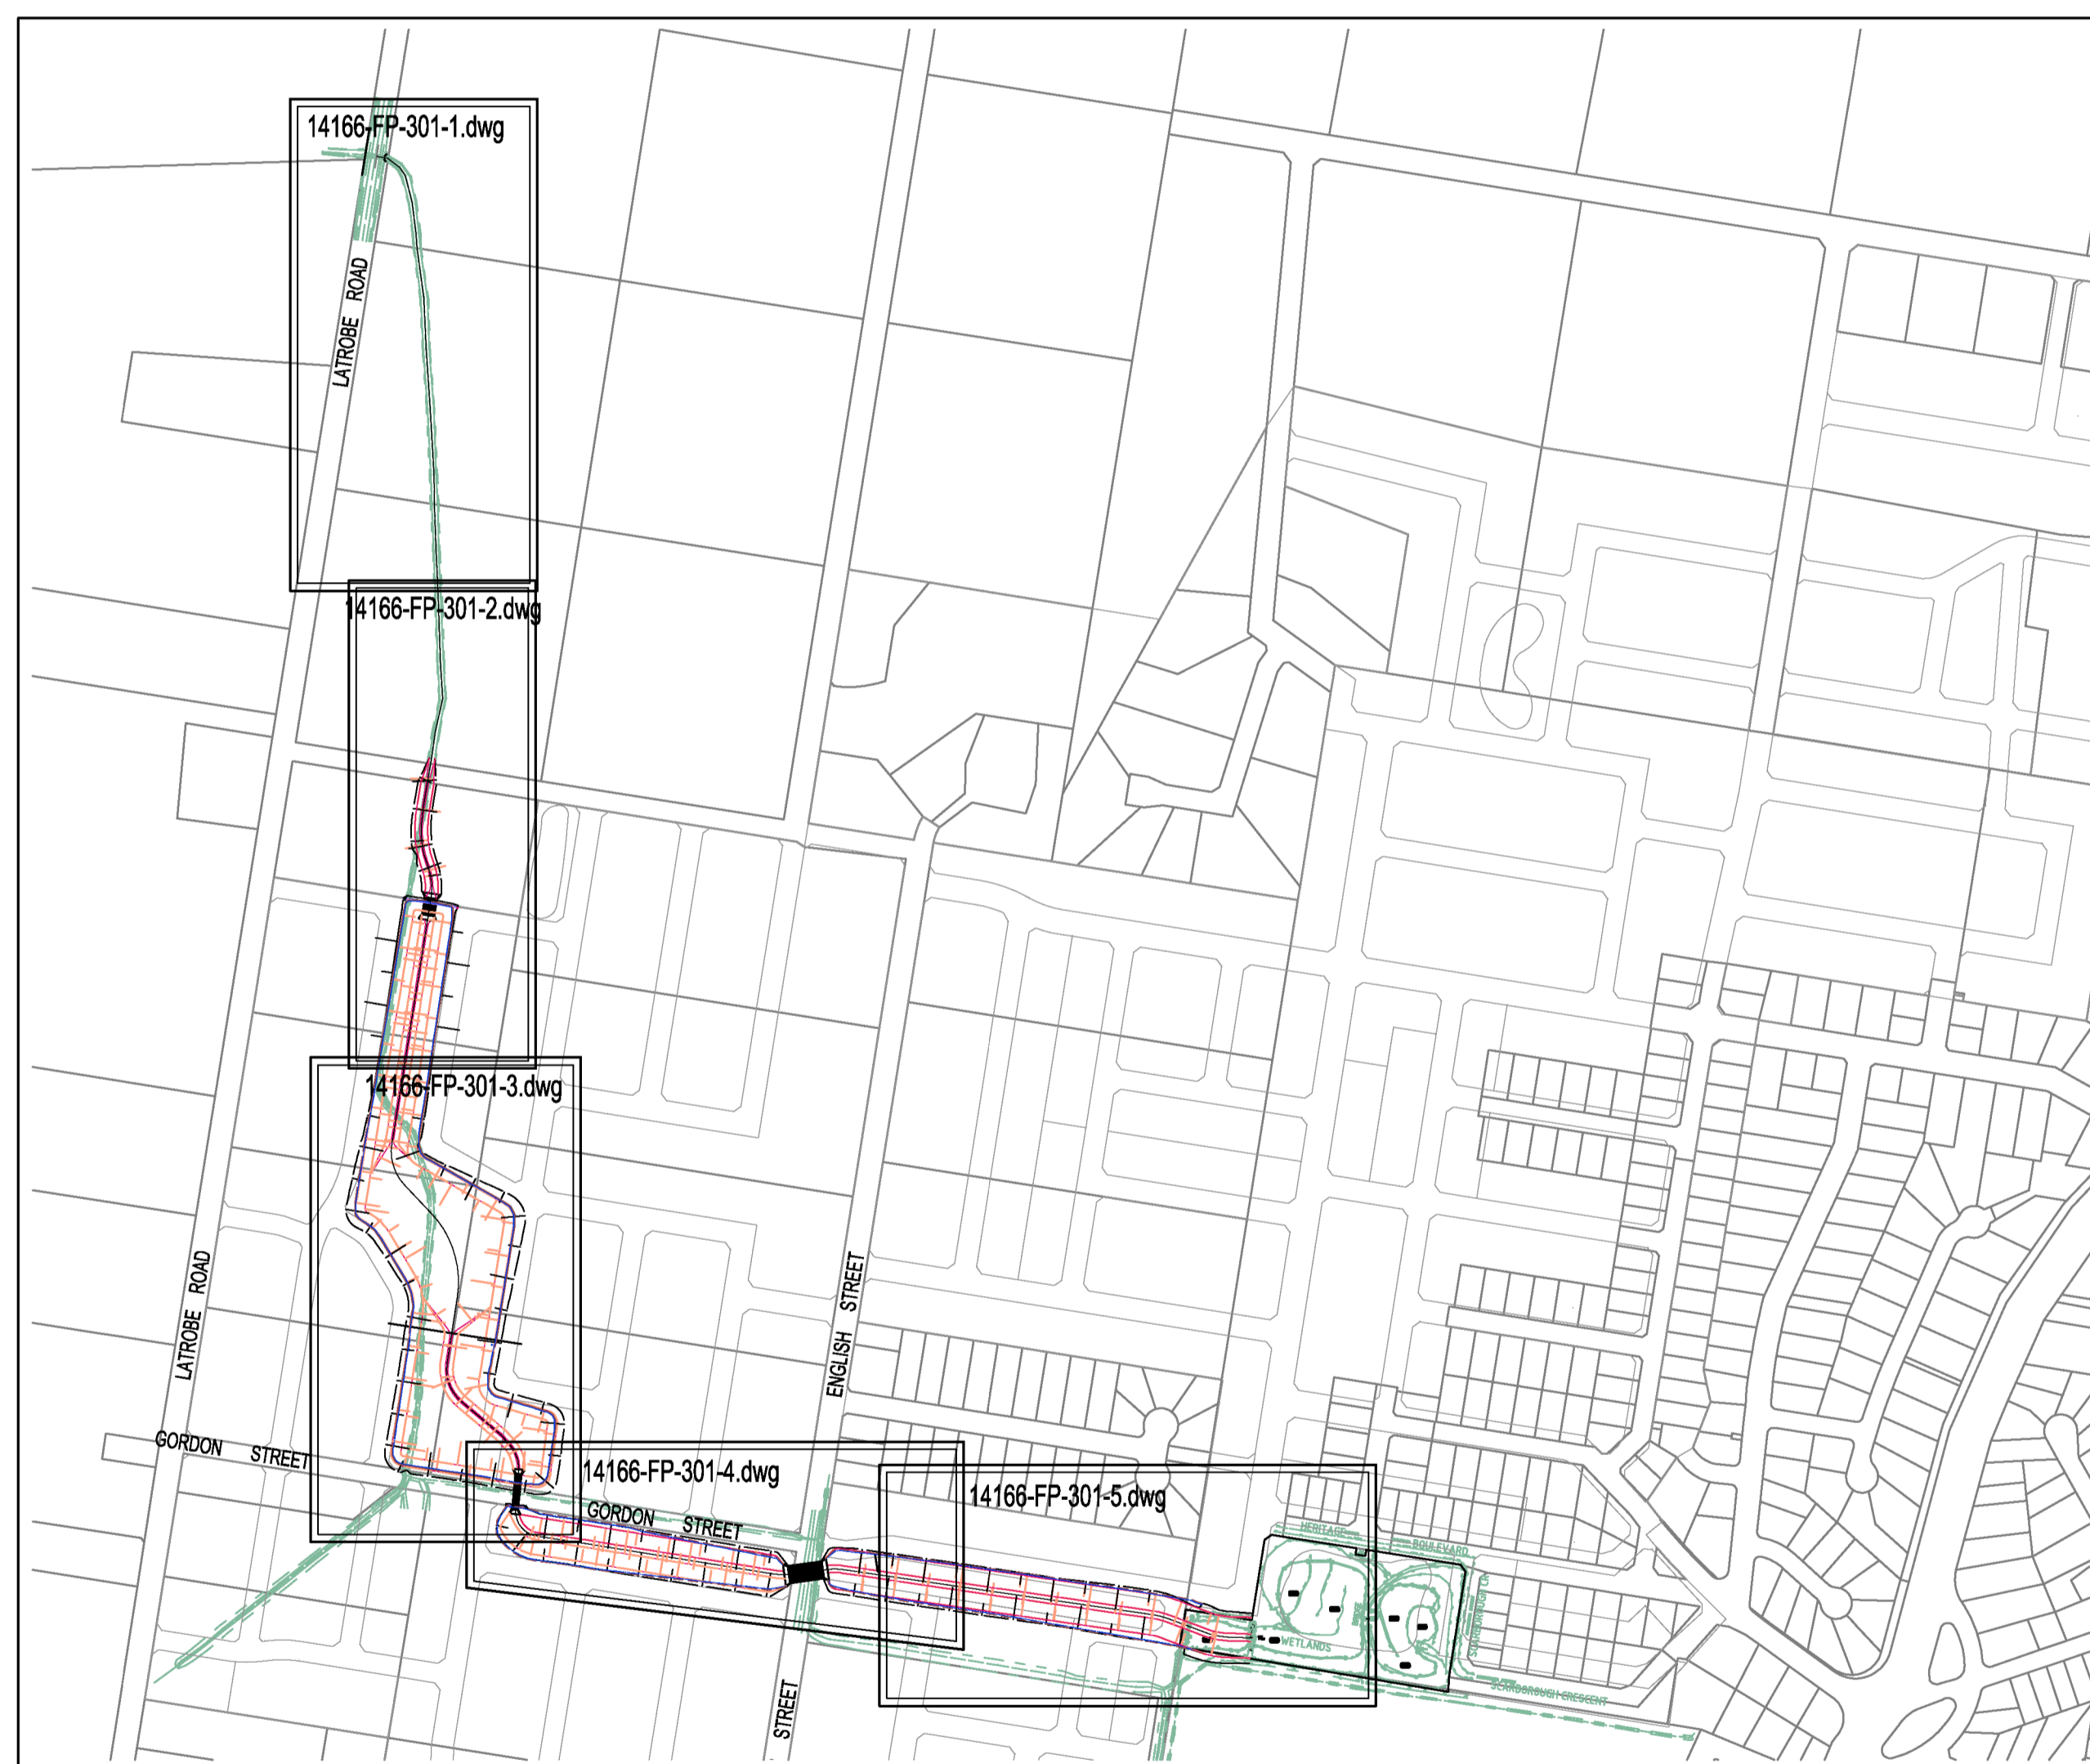 14166-FP-301-1.dwg
LATROBE ROAD
14166-FP-301-2.dwg
14166-FP-301-3.dwg
LATROBE ROAD
ENGLISH STREET
GORDON STREET
14166-FP-301-4.dwg
14166-FP-301-5.dwg
GORDON STREET
HERITAGE
BOULEVARD
SCARBOROUGH CR
WETLANDS
SCARBOROUGH CRESCENT
STREET